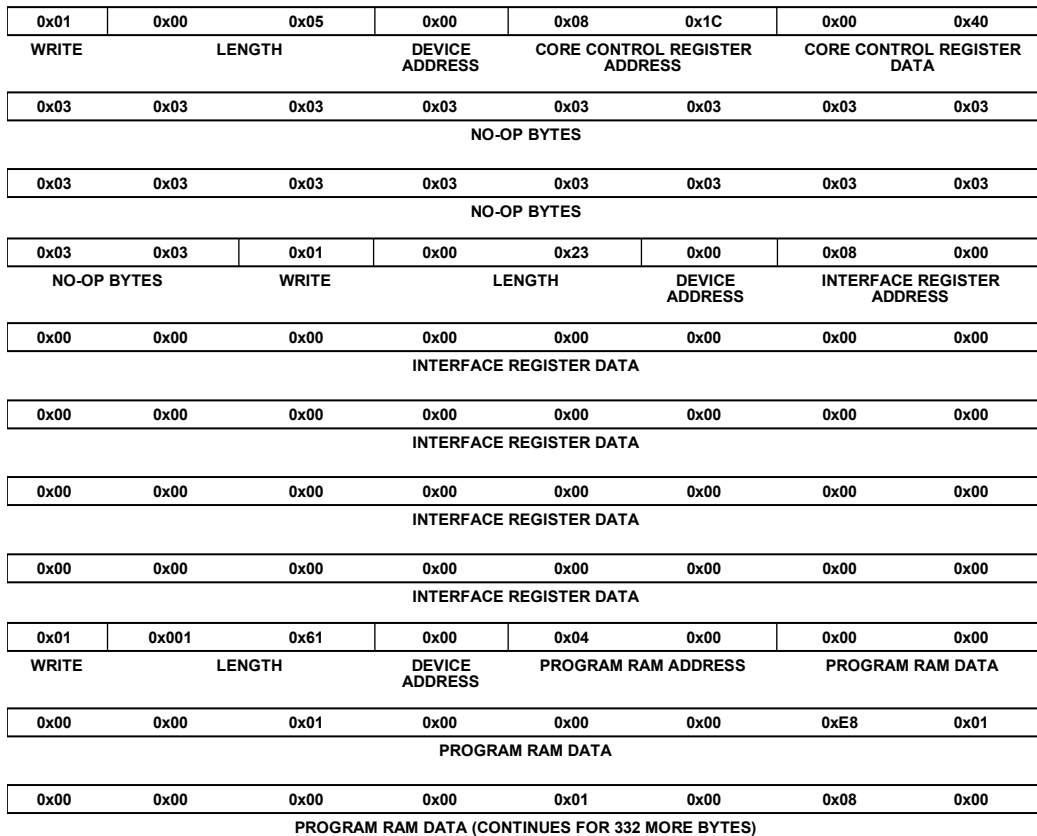 0x01 0x00 0x05 0x00 0x08 0x1C 0x00 0x40
WRITE LENGTH DEVICE ADDRESS CORE CONTROL REGISTER ADDRESS CORE CONTROL REGISTER DATA
0x03 0x03 0x03 0x03 0x03 0x03 0x03 0x03
NO-OP BYTES
0x03 0x03 0x03 0x03 0x03 0x03 0x03 0x03
NO-OP BYTES
0x03 0x03 0x01 0x00 0x23 0x00 0x08 0x00
NO-OP BYTES WRITE LENGTH DEVICE ADDRESS INTERFACE REGISTER ADDRESS
0x00 0x00 0x00 0x00 0x00 0x00 0x00 0x00
INTERFACE REGISTER DATA
0x00 0x00 0x00 0x00 0x00 0x00 0x00 0x00
INTERFACE REGISTER DATA
0x00 0x00 0x00 0x00 0x00 0x00 0x00 0x00
INTERFACE REGISTER DATA
0x00 0x00 0x00 0x00 0x00 0x00 0x00 0x00
INTERFACE REGISTER DATA
0x01 0x001 0x61 0x00 0x04 0x00 0x00 0x00
WRITE LENGTH DEVICE ADDRESS PROGRAM RAM ADDRESS PROGRAM RAM DATA
0x00 0x00 0x01 0x00 0x00 0x00 0xE8 0x01
PROGRAM RAM DATA
0x00 0x00 0x00 0x00 0x01 0x00 0x08 0x00
PROGRAM RAM DATA (CONTINUES FOR 332 MORE BYTES)